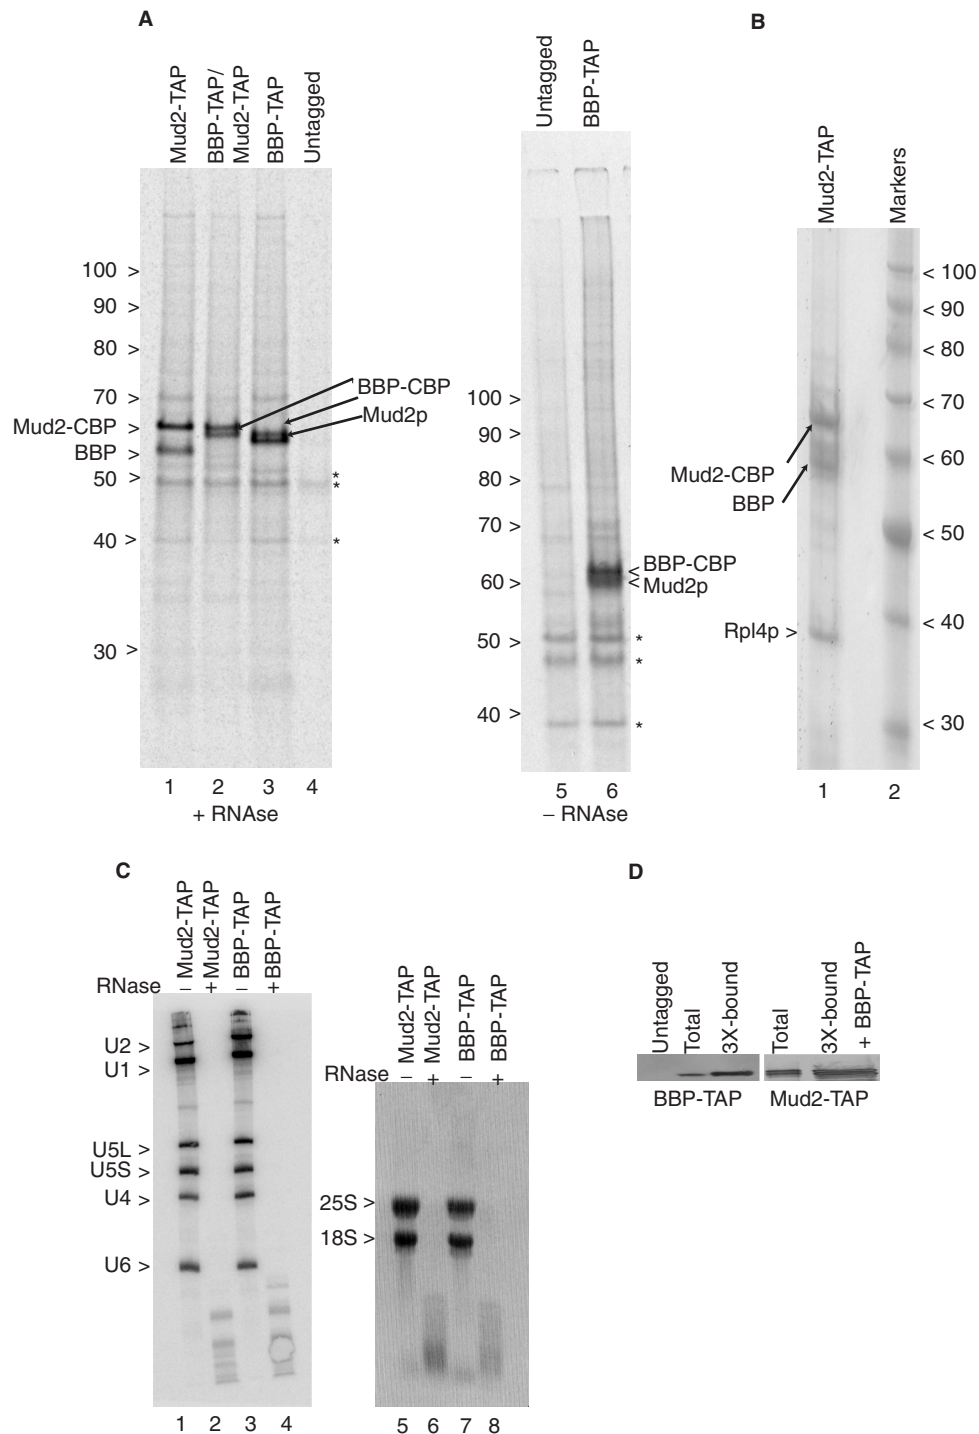 A
Mud2-TAP
BBP-TAP/
Mud2-TAP
BBP-TAP
Untagged
100 >
90 >
80 >
70 >
Mud2-CBP >
BBP >
50 >
40 >
30 >
BBP-CBP
Mud2p
*
*
*
1 2 3 4
+ RNAse
Untagged
BBP-TAP
100 >
90 >
80 >
70 >
60 >
50 >
40 >
< BBP-CBP
< Mud2p
*
*
*
5 6
– RNAse
B
Mud2-TAP
Markers
Mud2-CBP
BBP
Rpl4p >
< 100
< 90
< 80
< 70
< 60
< 50
< 40
< 30
1 2
C
Mud2-TAP
Mud2-TAP
BBP-TAP
BBP-TAP
RNase – + – +
U2 >
U1 >
U5L >
U5S >
U4 >
U6 >
1 2 3 4
Mud2-TAP
Mud2-TAP
BBP-TAP
BBP-TAP
RNase – + – +
25S >
18S >
5 6 7 8
D
Untagged
Total
3X-bound
Total
3X-bound
+ BBP-TAP
BBP-TAP Mud2-TAP